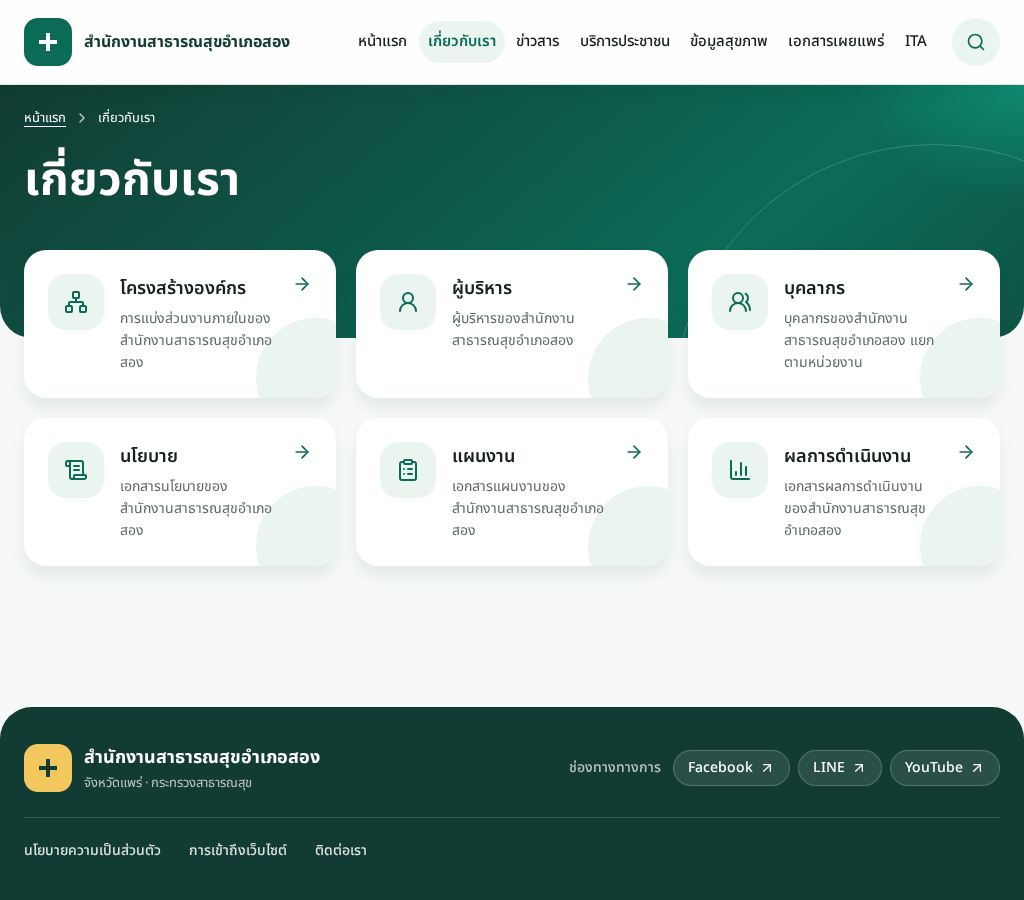 สำนักงานสาธารณสุขอำเภอสอง
หน้าแรก
เกี่ยวกับเรา
ข่าวสาร
บริการประชาชน
ข้อมูลสุขภาพ
เอกสารเผยแพร่
ITA
หน้าแรก
เกี่ยวกับเรา
เกี่ยวกับเรา
โครงสร้างองค์กร
การแบ่งส่วนงานภายในของ
สำนักงานสาธารณสุขอำเภอ
สอง
ผู้บริหาร
ผู้บริหารของสำนักงาน
สาธารณสุขอำเภอสอง
บุคลากร
บุคลากรของสำนักงาน
สาธารณสุขอำเภอสอง แยก
ตามหน่วยงาน
นโยบาย
เอกสารนโยบายของ
สำนักงานสาธารณสุขอำเภอ
สอง
แผนงาน
เอกสารแผนงานของ
สำนักงานสาธารณสุขอำเภอ
สอง
ผลการดำเนินงาน
เอกสารผลการดำเนินงาน
ของสำนักงานสาธารณสุข
อำเภอสอง
สำนักงานสาธารณสุขอำเภอสอง
จังหวัดแพร่ · กระทรวงสาธารณสุข
ช่องทางทางการ
Facebook
LINE
YouTube
นโยบายความเป็นส่วนตัว
การเข้าถึงเว็บไซต์
ติดต่อเรา